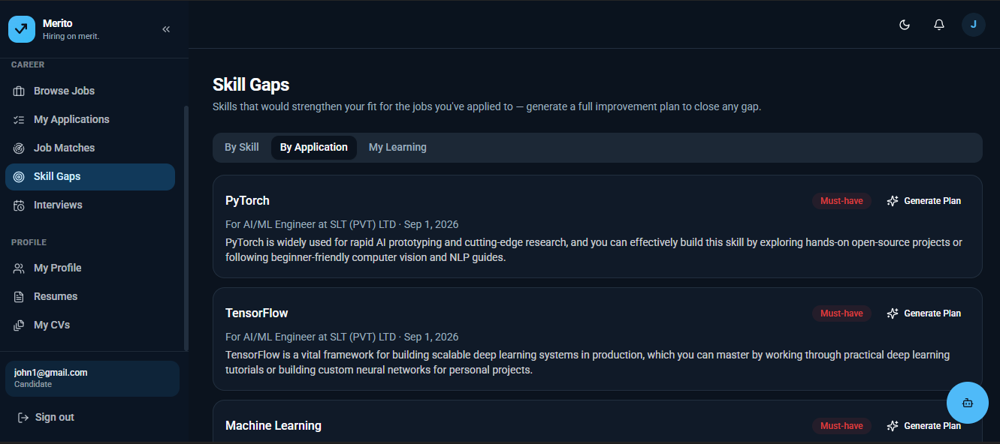 Merito
Hiring on merit.
CAREER
Browse Jobs
My Applications
Job Matches
Skill Gaps
Interviews
PROFILE
My Profile
Resumes
My CVs
john1@gmail.com
Candidate
Sign out
J
Skill Gaps
Skills that would strengthen your fit for the jobs you've applied to — generate a full improvement plan to close any gap.
By Skill
By Application
My Learning
PyTorch
Must-have
Generate Plan
For AI/ML Engineer at SLT (PVT) LTD · Sep 1, 2026
PyTorch is widely used for rapid AI prototyping and cutting-edge research, and you can effectively build this skill by exploring hands-on open-source projects or
following beginner-friendly computer vision and NLP guides.
TensorFlow
Must-have
Generate Plan
For AI/ML Engineer at SLT (PVT) LTD · Sep 1, 2026
TensorFlow is a vital framework for building scalable deep learning systems in production, which you can master by working through practical deep learning
tutorials or building custom neural networks for personal projects.
Machine Learning
Must-have
Generate Plan